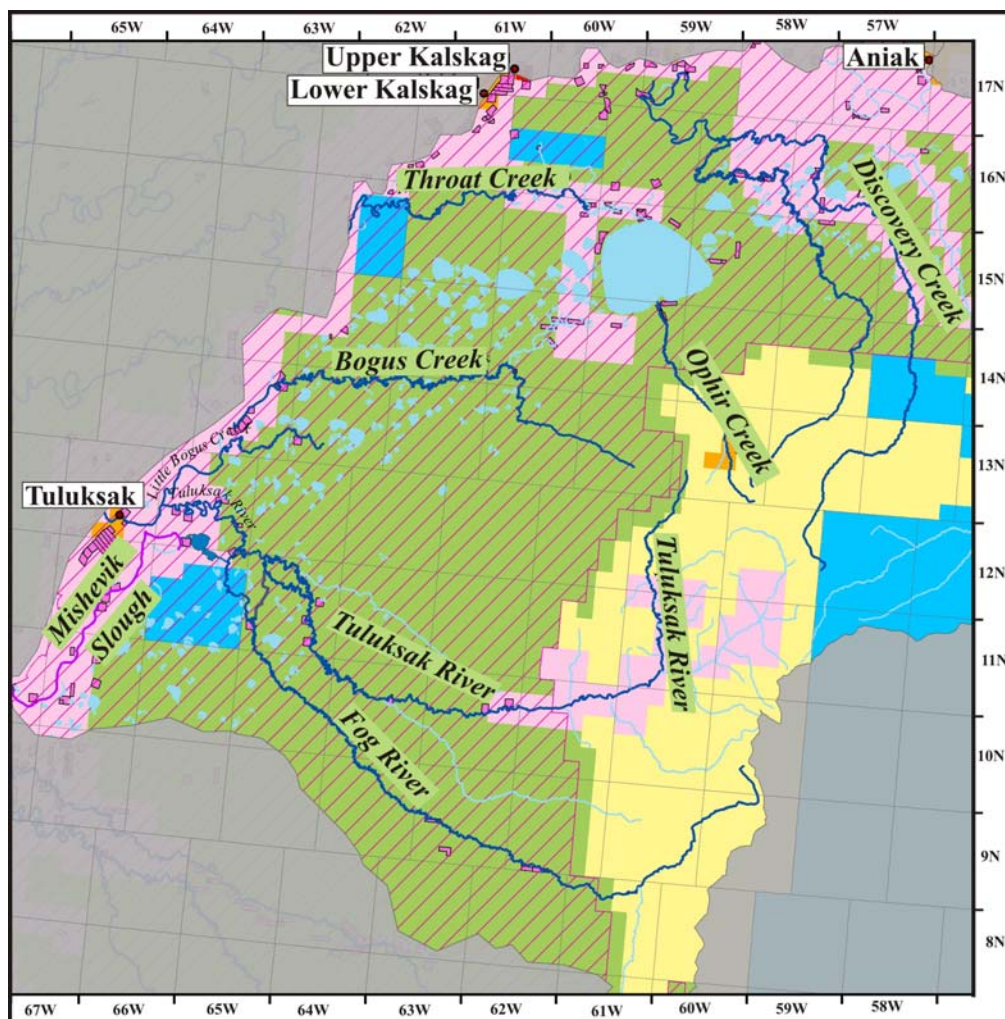 65W 64W 63W 62W 61W 60W 59W 58W 57W
Upper Kalskag
Aniak
Lower Kalskag
17N
Throat Creek
16N
Discovery Creek
15N
Bogus Creek
Ophir Creek
14N
Little Bogus Creek
13N
Tuluksak
Tuluksak River
Mishevik
Slough
Tuluksak River
12N
Tuluksak River
11N
Fog River
10N
9N
8N
67W 66W 65W 64W 63W 62W 61W 60W 59W 58W